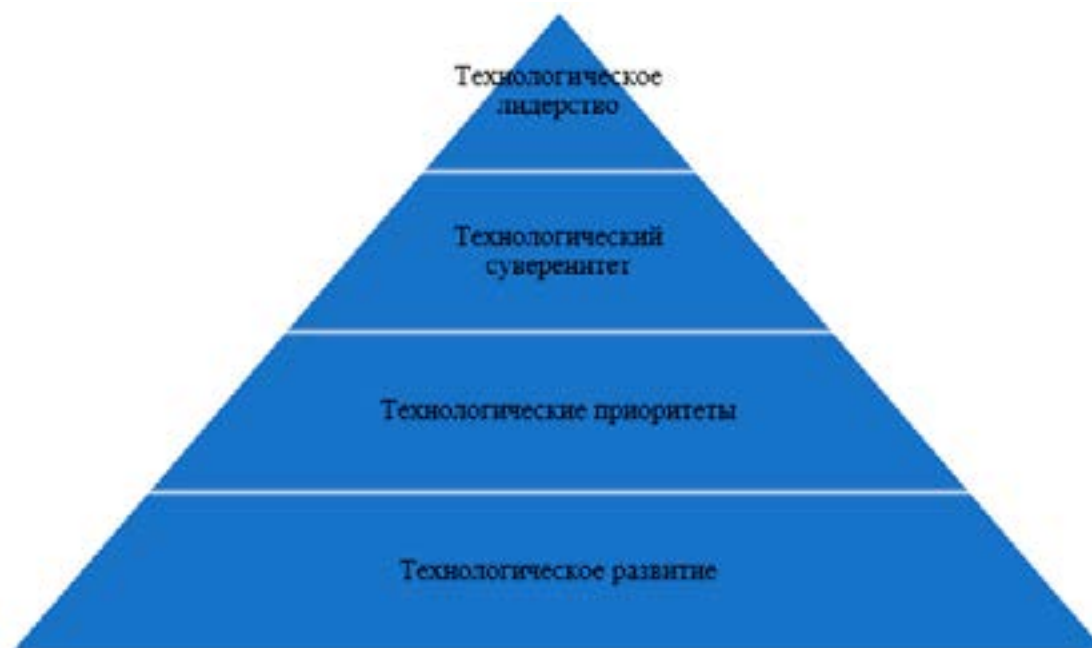 Технологическое
лидерство
Технологический
суверенитет
Технологические приоритеты
Технологическое развитие